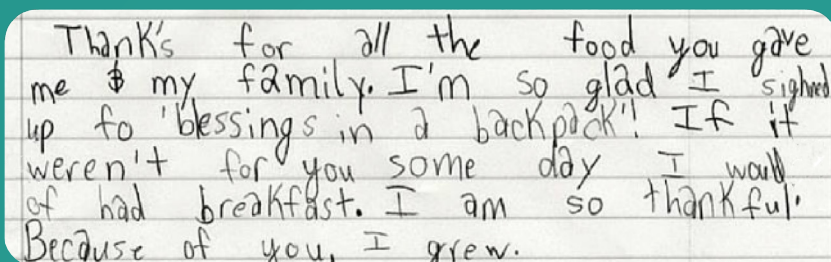 Thank's for all the food you gave
me & my family. I'm so glad I sighned
up fo 'blessings in a backpack'! If it
weren't for you some day I would
of had breakfast. I am so thankful.
Because of you, I grew.